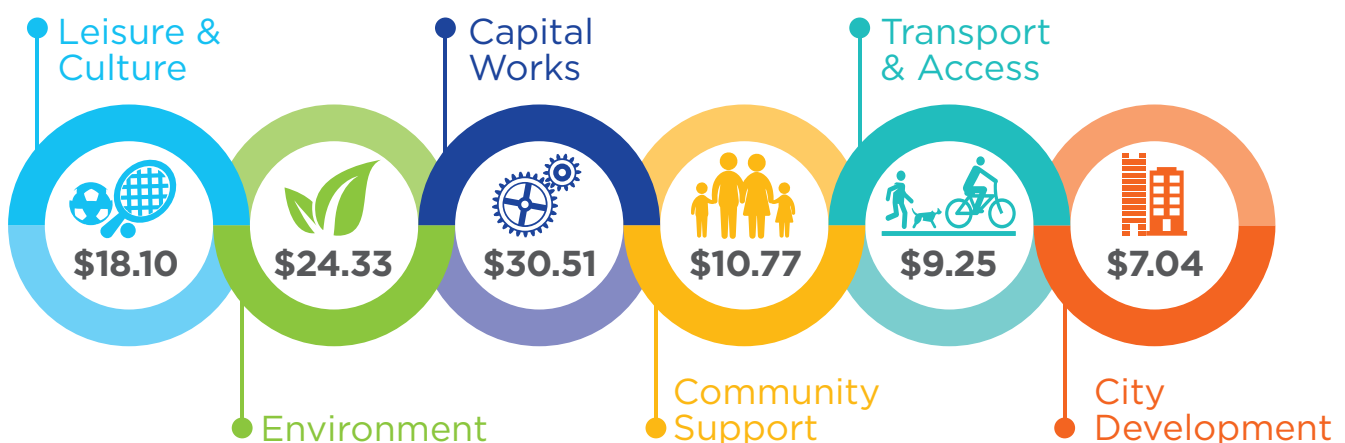 Leisure &
Culture
Capital
Works
Transport
& Access
$18.10
$24.33
$30.51
$10.77
$9.25
$7.04
Environment
Community
Support
City
Development